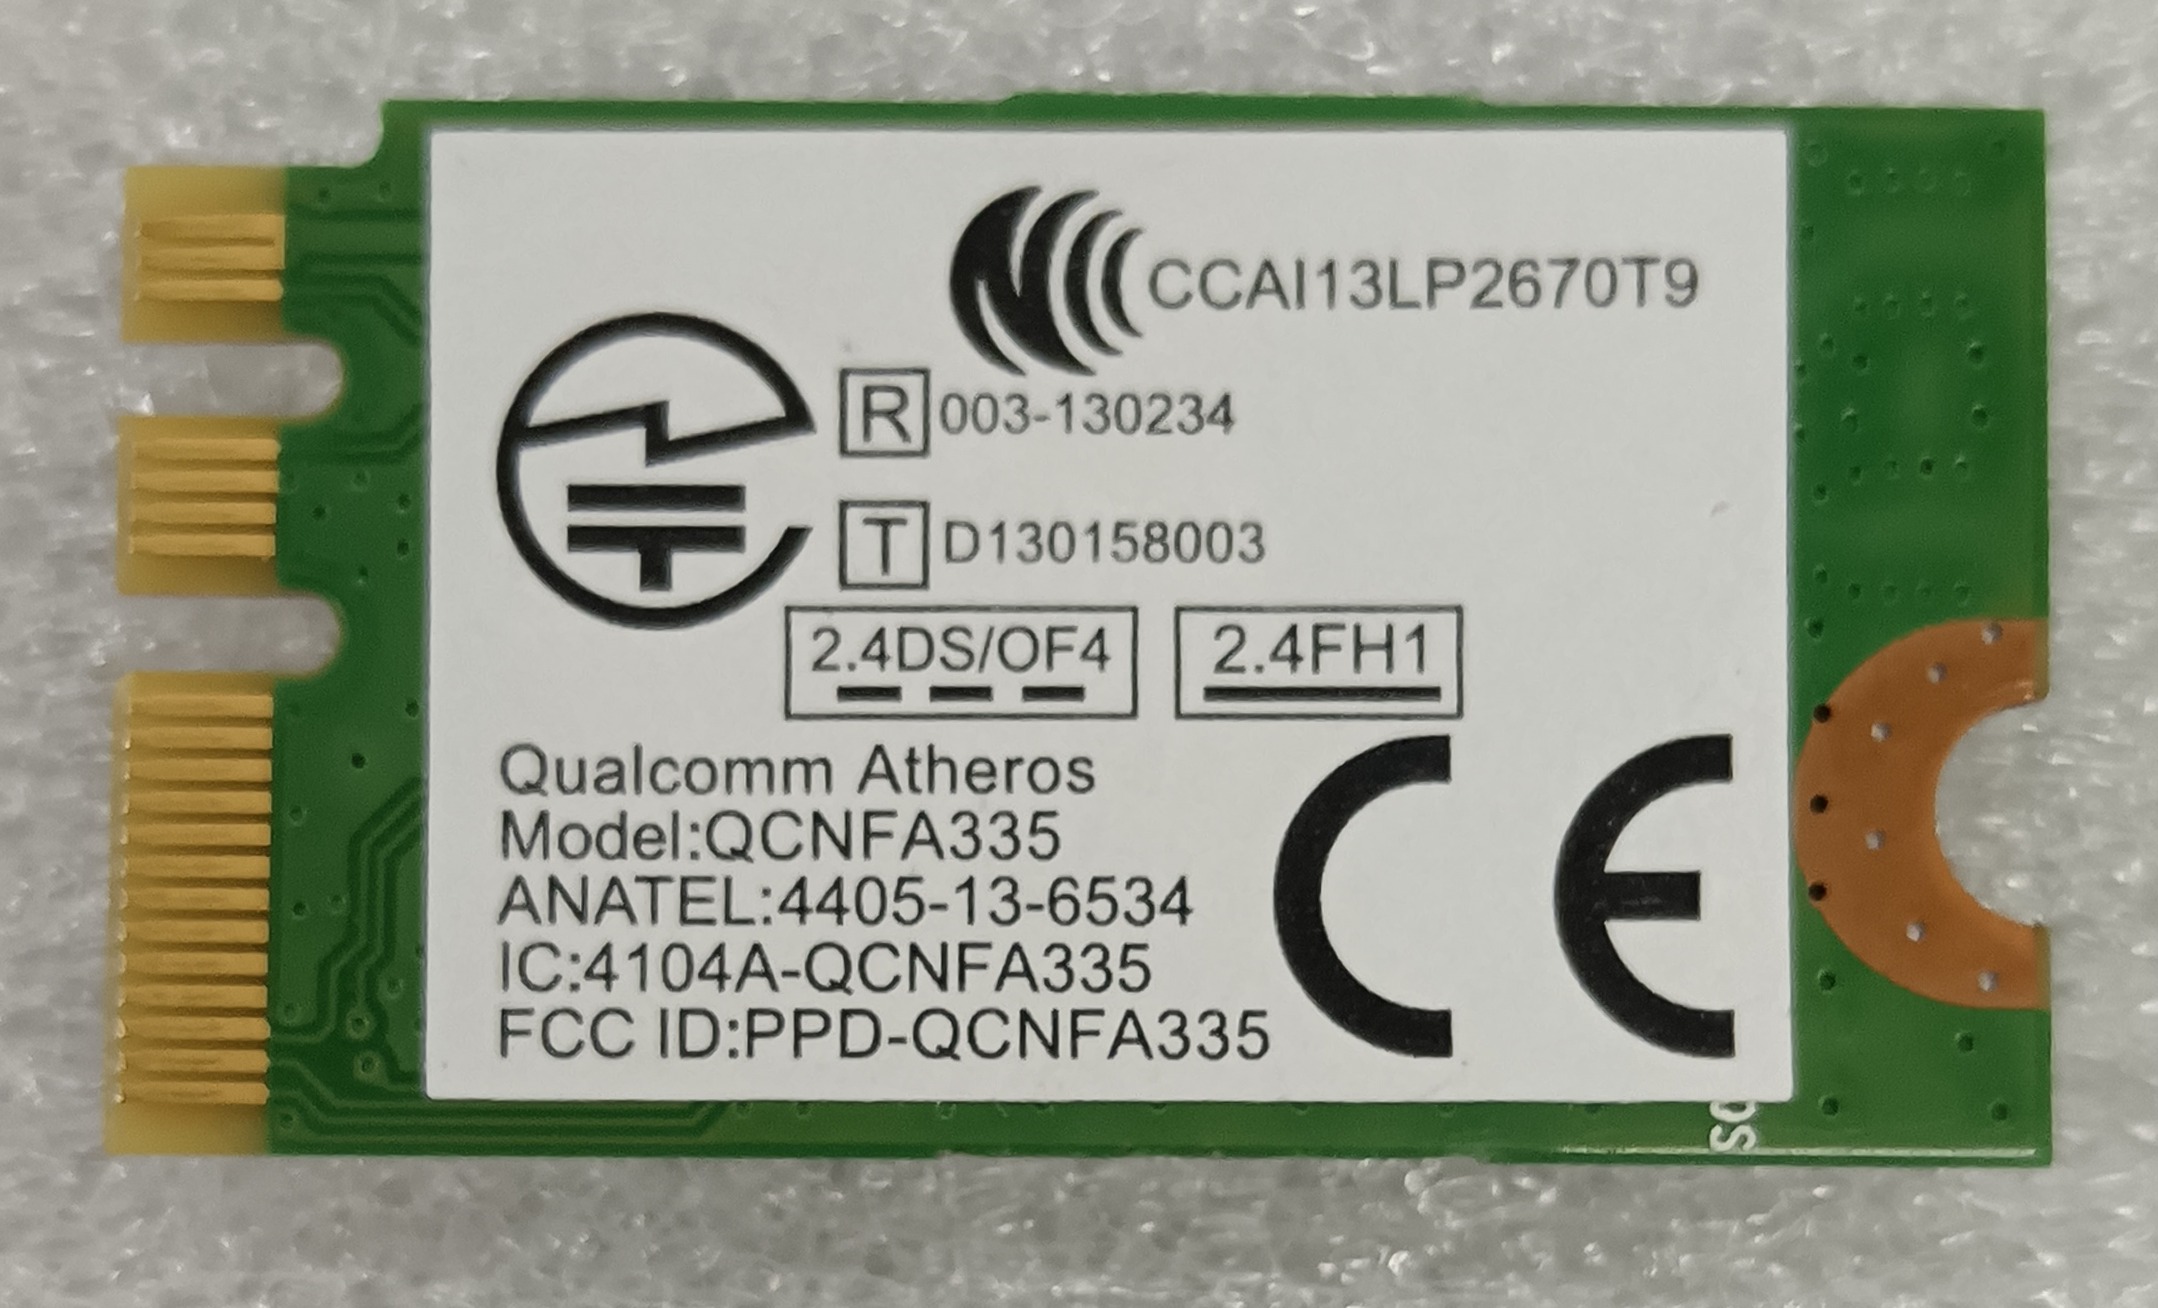 CCAI13LP2670T9
R 003-130234
T D130158003
2.4DS/OF4 2.4FH1
Qualcomm Atheros
Model:QCNFA335
ANATEL:4405-13-6534
IC:4104A-QCNFA335
FCC ID:PPD-QCNFA335
CE